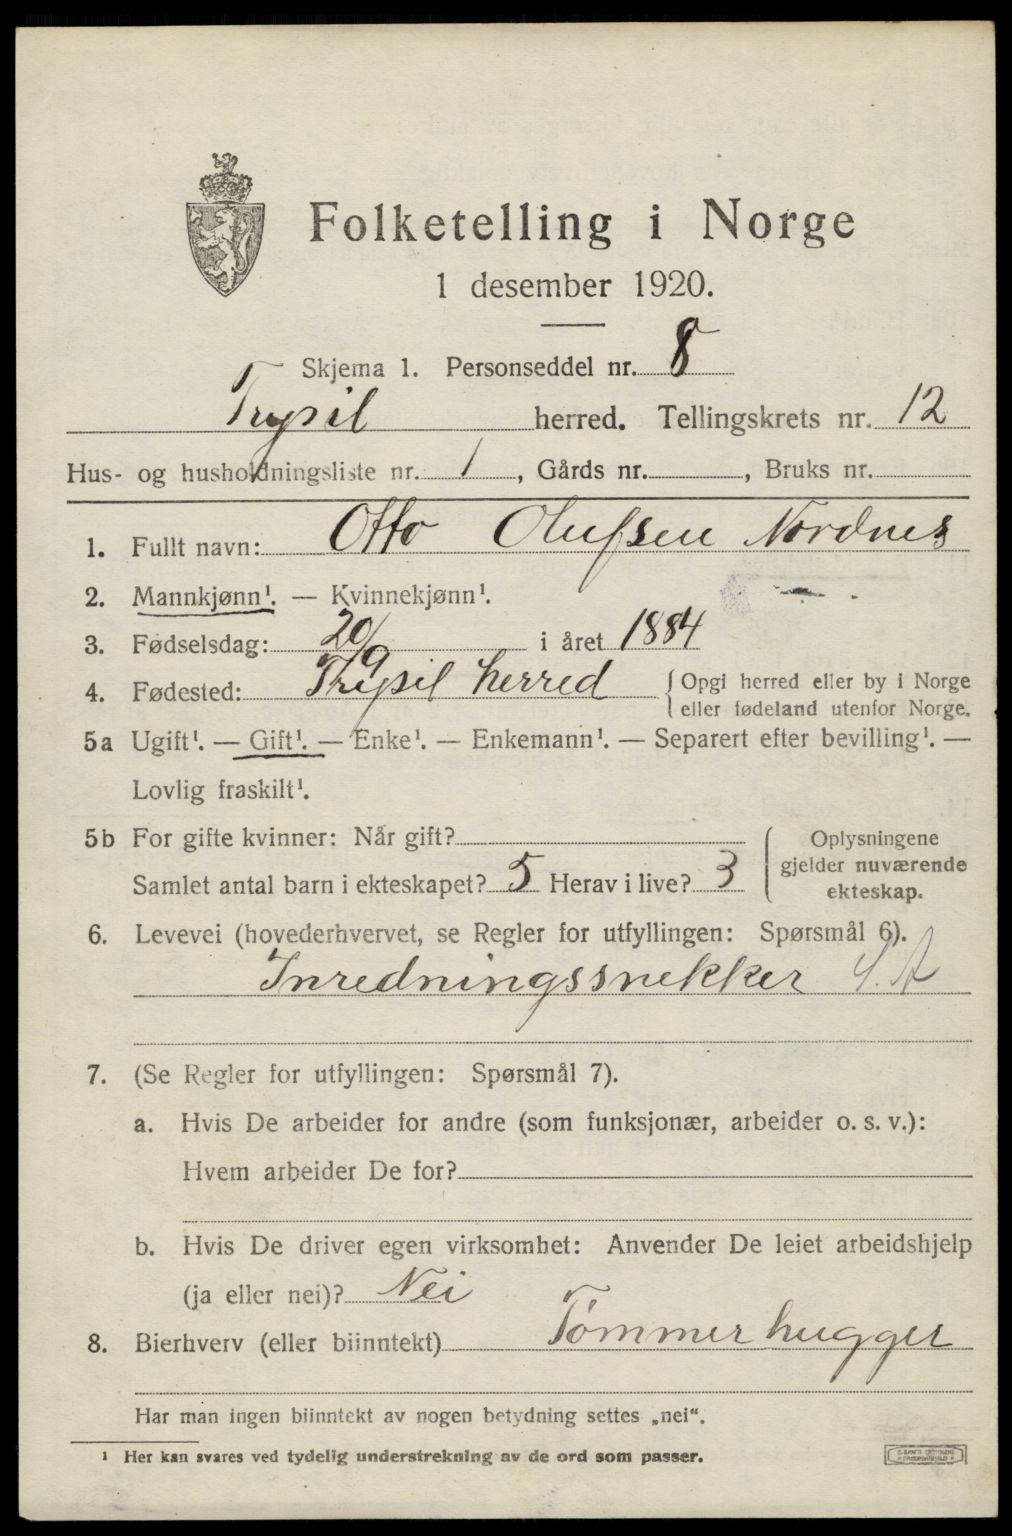 Folketelling i Norge
1 desember 1920.
Skjema 1. Personseddel nr. 8
Trysil herred. Tellingskrets nr. 12
Hus- og husholdningsliste nr. 1, Gårds nr. , Bruks nr.
1. Fullt navn: Otto Olufsen Nordnes
2. Mannkjønn¹. — Kvinnekjønn¹.
3. Fødselsdag: 20/9 i året 1884
4. Fødested: Trysil herred { Opgi herred eller by i Norge
eller fødeland utenfor Norge.
5a Ugift¹. — Gift¹. — Enke¹. — Enkemann¹. — Separert efter bevilling¹. —
Lovlig fraskilt¹.
5b For gifte kvinner: Når gift?
Samlet antal barn i ekteskapet? 5 Herav i live? 3
Oplysningene
gjelder nuværende
ekteskap.
6. Levevei (hovederhvervet, se Regler for utfyllingen: Spørsmål 6).
Inredningssnekker S.A
7. (Se Regler for utfyllingen: Spørsmål 7).
a. Hvis De arbeider for andre (som funksjonær, arbeider o. s. v.):
Hvem arbeider De for?
b. Hvis De driver egen virksomhet: Anvender De leiet arbeidshjelp
(ja eller nei)? Nei
8. Bierhverv (eller biinntekt) Tømmerhugger
Har man ingen biinntekt av nogen betydning settes „nei“.
¹ Her kan svares ved tydelig understrekning av de ord som passer.